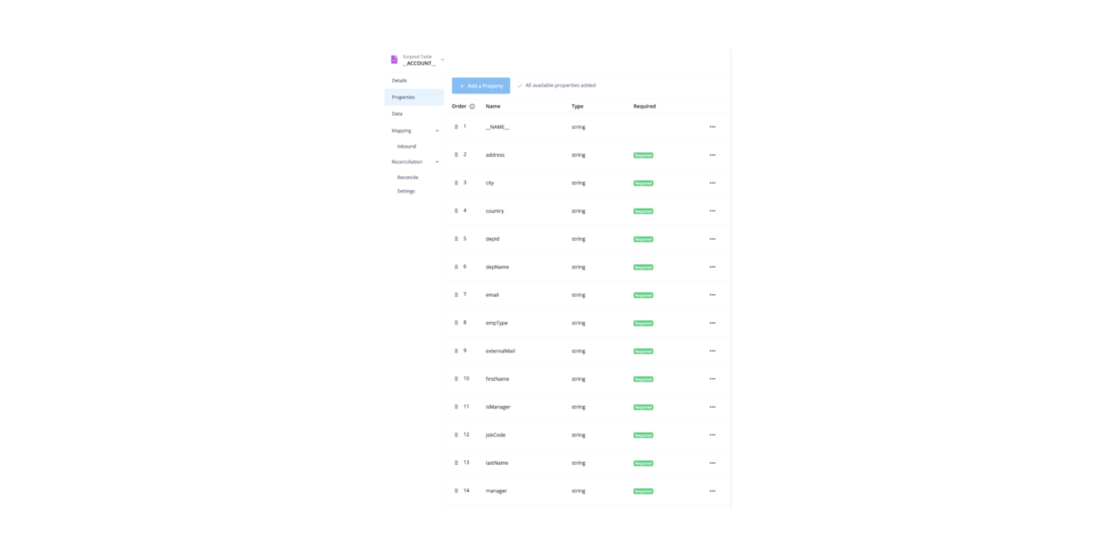 Scripted Table
__ACCOUNT__
Details
Properties
Data
Mapping
Inbound
Reconciliation
Reconcile
Settings
+ Add a Property
All available properties added
Order Name Type Required
1 __NAME__ string
2 address string Required
3 city string Required
4 country string Required
5 depId string Required
6 depName string Required
7 email string Required
8 empType string Required
9 externalMail string Required
10 firstName string Required
11 isManager string Required
12 jobCode string Required
13 lastName string Required
14 manager string Required